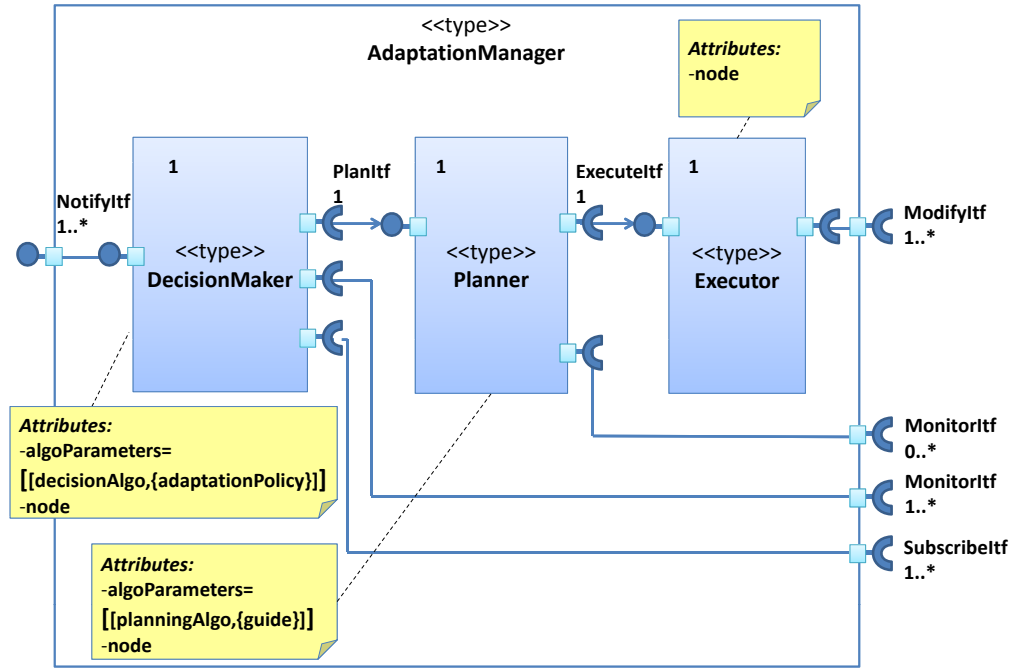 <<type>>
AdaptationManager
Attributes:
-node
1
PlanItf
1
1
ExecuteItf
1
1
NotifyItf
1..*
<<type>>
DecisionMaker
<<type>>
Planner
<<type>>
Executor
ModifyItf
1..*
Attributes:
-algoParameters=
[[decisionAlgo,{adaptationPolicy}]]
-node
MonitorItf
0..*
MonitorItf
1..*
SubscribeItf
1..*
Attributes:
-algoParameters=
[[planningAlgo,{guide}]]
-node